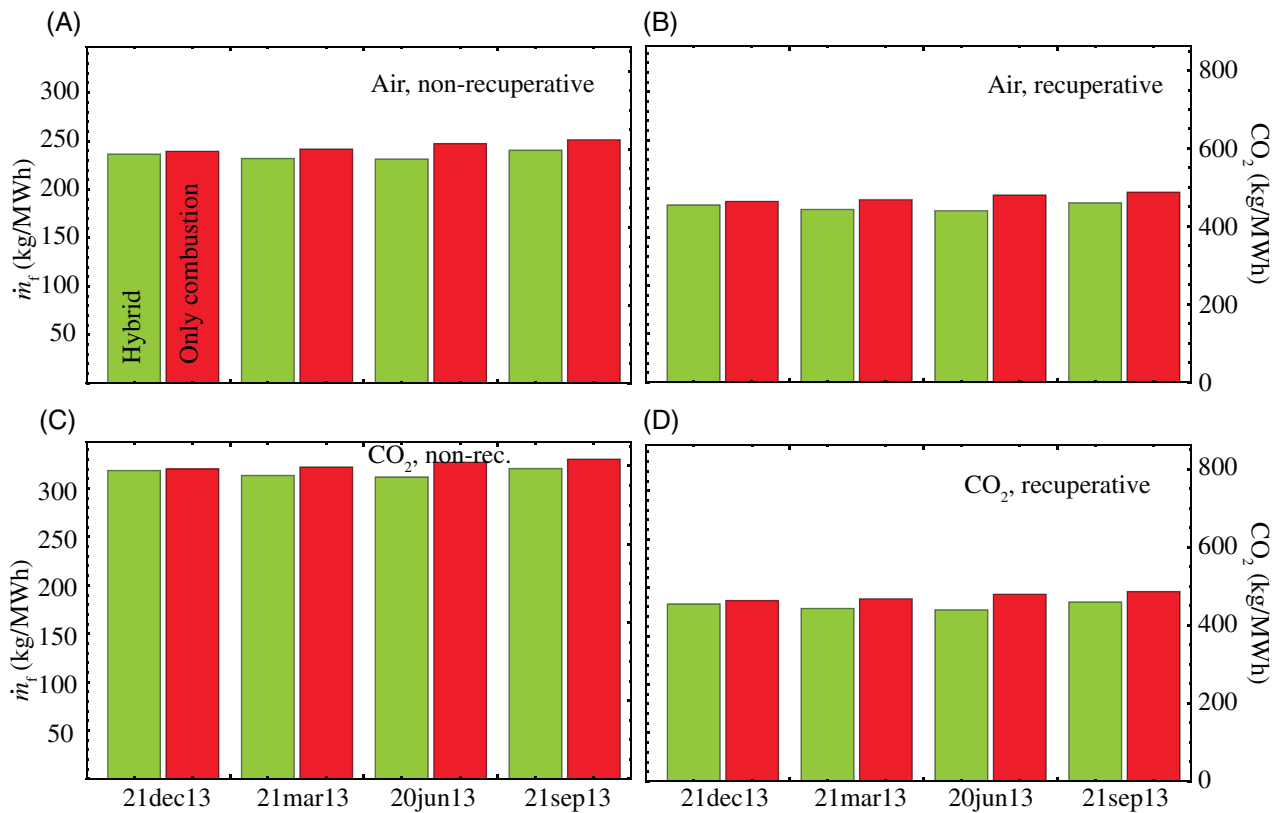 (A)
Air, non-recuperative
300
250
200
150
100
50
ṁf (kg/MWh)
Hybrid
Only combustion
(B)
Air, recuperative
800
600
400
200
0
CO2 (kg/MWh)
(C)
CO2, non-rec.
300
250
200
150
100
50
ṁf (kg/MWh)
21dec13
21mar13
20jun13
21sep13
(D)
CO2, recuperative
800
600
400
200
0
CO2 (kg/MWh)
21dec13
21mar13
20jun13
21sep13